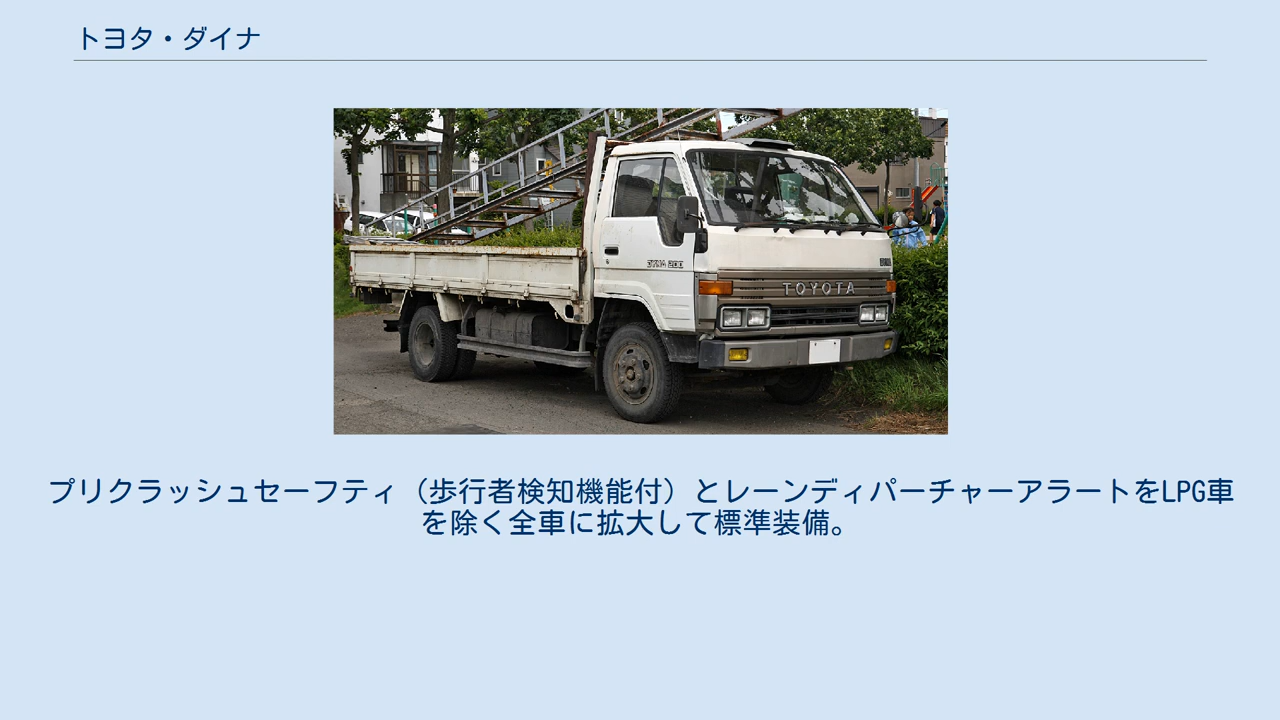 トヨタ・ダイナ
DYNA 200
TOYOTA
プリクラッシュセーフティ（歩行者検知機能付）とレーンディパーチャーアラートをLPG車
を除く全車に拡大して標準装備。